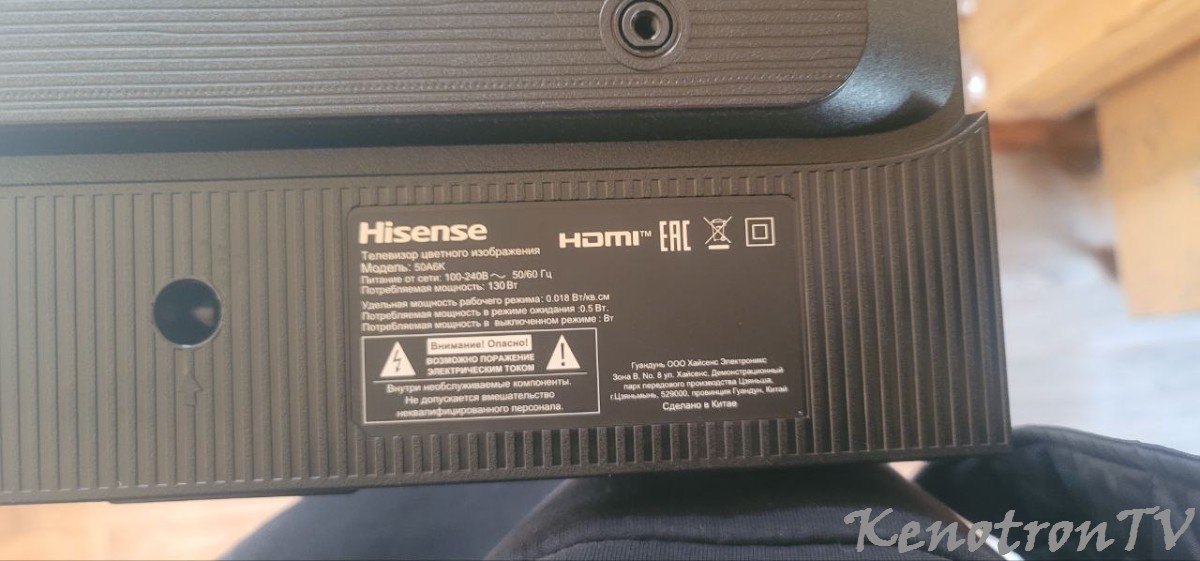 Hisense
HDMI™ EAC
Телевизор цветного изображения
Модель: 50A6K
Питание от сети: 100-240В ～ 50/60 Гц
Потребляемая мощность: 130Вт
Удельная мощность рабочего режима: 0.018 Вт/кв.см
Потребляемая мощность в режиме ожидания :0.5 Вт.
Потребляемая мощность в выключенном режиме : Вт
Внимание! Опасно!
ВОЗМОЖНО ПОРАЖЕНИЕ
ЭЛЕКТРИЧЕСКИМ ТОКОМ
Внутри необслуживаемые компоненты.
Не допускается вмешательство
неквалифицированного персонала.
Гуандунь ООО Хайсенс Электроникс
Зона В, No. 8 ул. Хайсенс, Демонстрационный
парк передового производства Цзяньша,
г.Цзяньмынь, 529000, провинция Гуандун, Китай
Сделано в Китае
KenotronTV